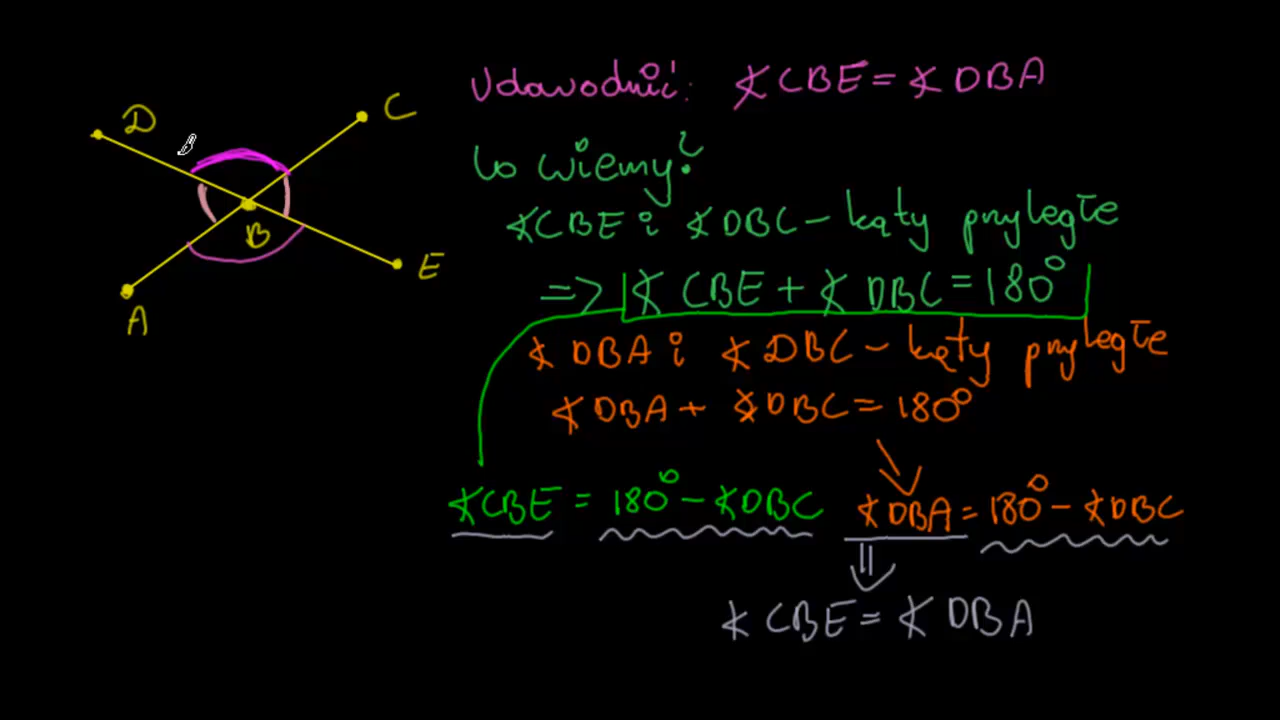 D
C
B
E
A
Udowodnić: ∢CBE = ∢DBA
Co wiemy?
∢CBE i ∢DBC - kąty przyległe
=> ∢CBE + ∢DBC = 180°
∢DBA i ∢DBC - kąty przyległe
∢DBA + ∢DBC = 180°
∢CBE = 180° - ∢DBC ∢DBA = 180° - ∢DBC
∢CBE = ∢DBA